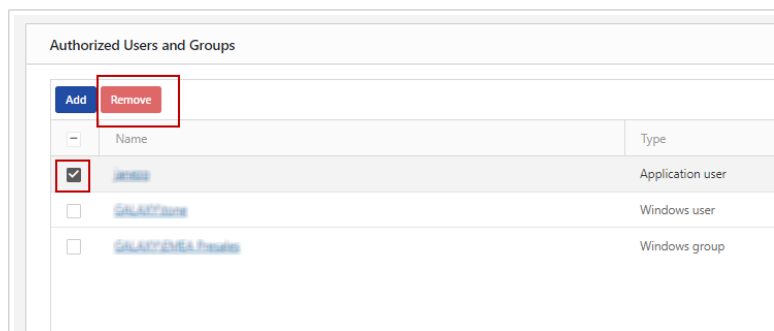 Authorized Users and Groups
Add Remove
Name Type
Application user
Windows user
Windows group